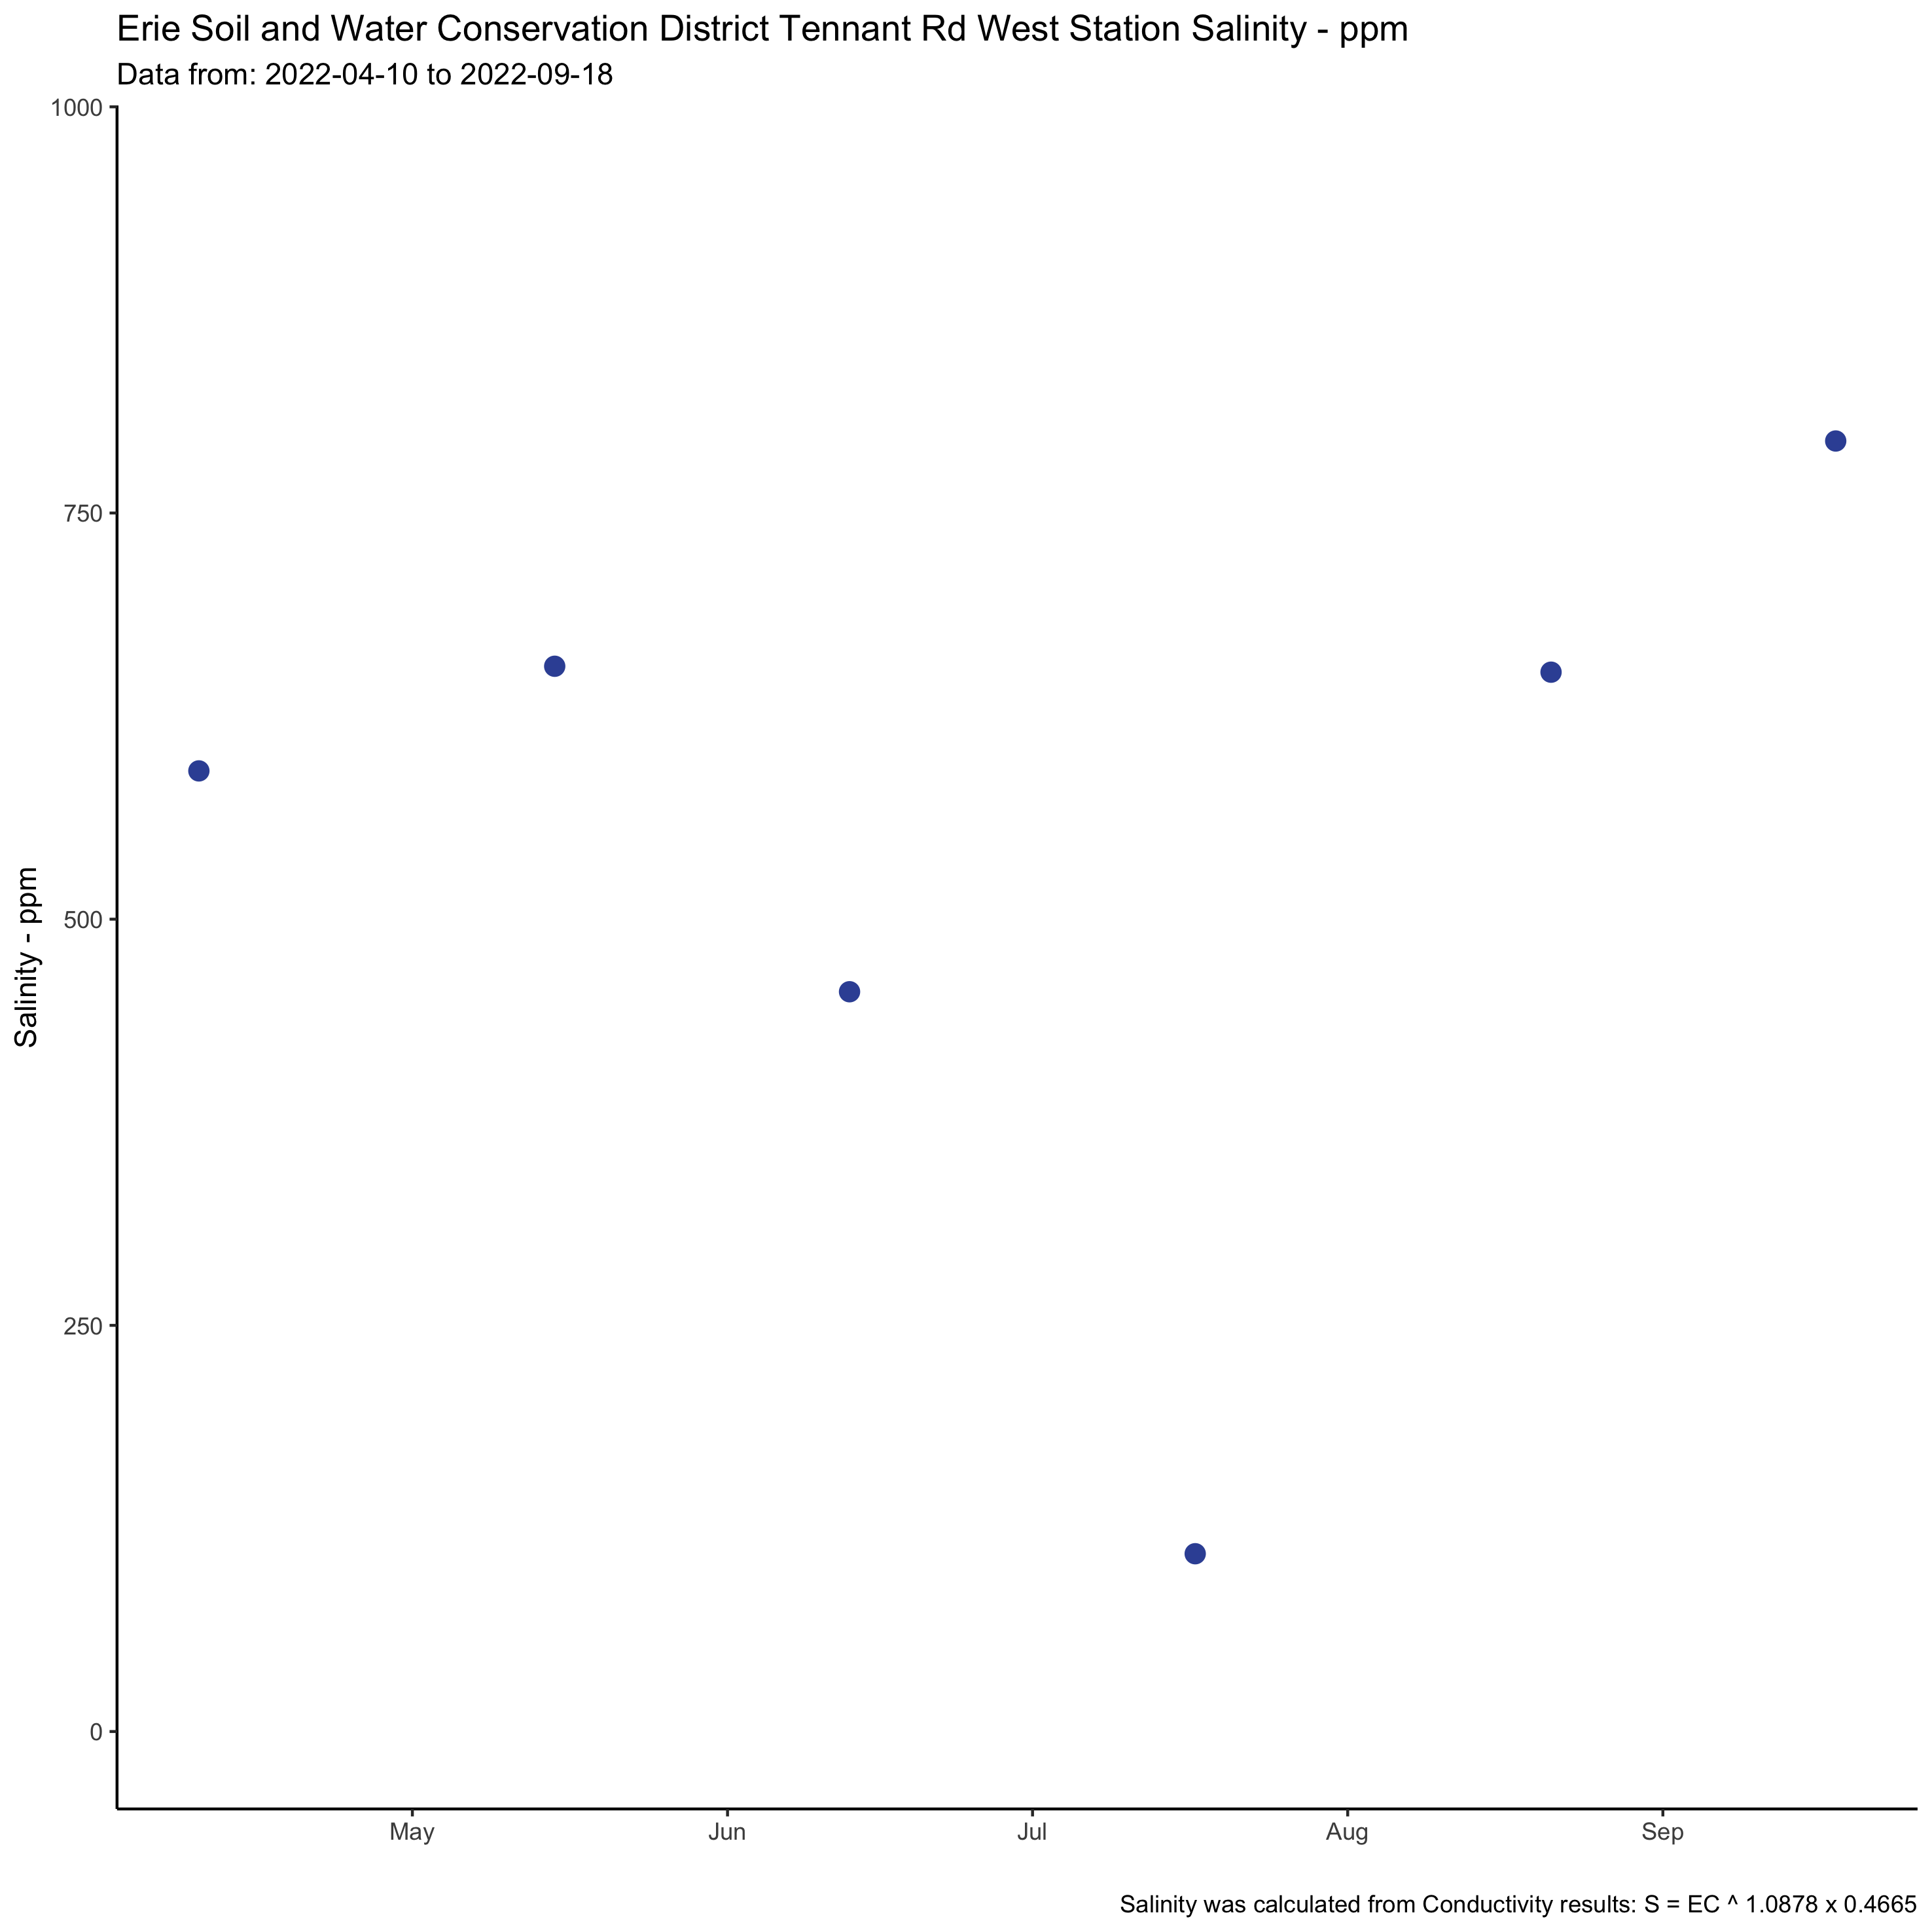 Erie Soil and Water Conservation District Tennant Rd West Station Salinity - ppm
Data from: 2022-04-10 to 2022-09-18
1000
750
500
250
0
Salinity - ppm
May
Jun
Jul
Aug
Sep
Salinity was calculated from Conductivity results: S = EC ^ 1.0878 x 0.4665